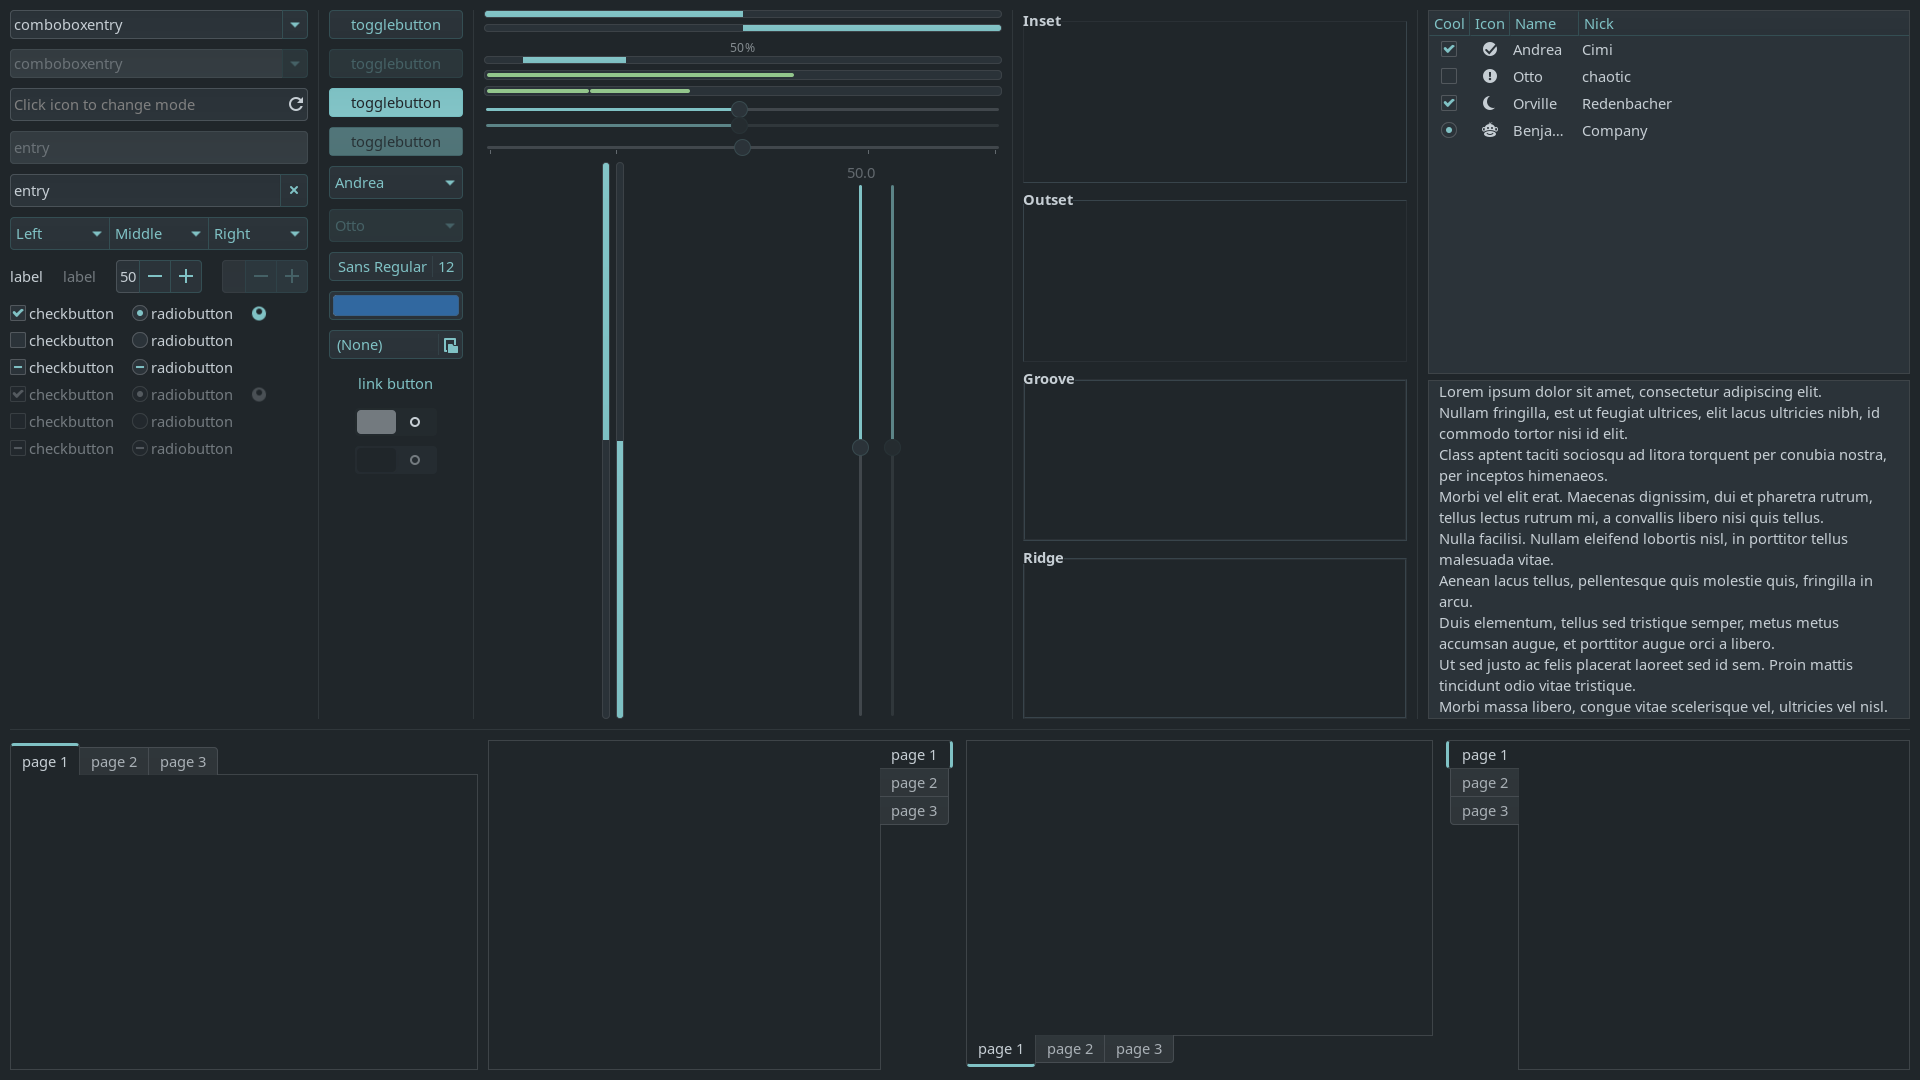 comboboxentry
comboboxentry
Click icon to change mode
entry
entry
Left Middle Right
label label 50
checkbutton radiobutton
checkbutton radiobutton
checkbutton radiobutton
checkbutton radiobutton
checkbutton radiobutton
checkbutton radiobutton
togglebutton
togglebutton
togglebutton
togglebutton
Andrea
Otto
Sans Regular 12
(None)
link button
50%
50.0
Inset
Outset
Groove
Ridge
Cool Icon Name Nick
Andrea Cimi
Otto chaotic
Orville Redenbacher
Benja... Company
Lorem ipsum dolor sit amet, consectetur adipiscing elit.
Nullam fringilla, est ut feugiat ultrices, elit lacus ultricies nibh, id
commodo tortor nisi id elit.
Class aptent taciti sociosqu ad litora torquent per conubia nostra,
per inceptos himenaeos.
Morbi vel elit erat. Maecenas dignissim, dui et pharetra rutrum,
tellus lectus rutrum mi, a convallis libero nisi quis tellus.
Nulla facilisi. Nullam eleifend lobortis nisl, in porttitor tellus
malesuada vitae.
Aenean lacus tellus, pellentesque quis molestie quis, fringilla in
arcu.
Duis elementum, tellus sed tristique semper, metus metus
accumsan augue, et porttitor augue orci a libero.
Ut sed justo ac felis placerat laoreet sed id sem. Proin mattis
tincidunt odio vitae tristique.
Morbi massa libero, congue vitae scelerisque vel, ultricies vel nisl.
page 1 page 2 page 3
page 1
page 2
page 3
page 1 page 2 page 3
page 1
page 2
page 3